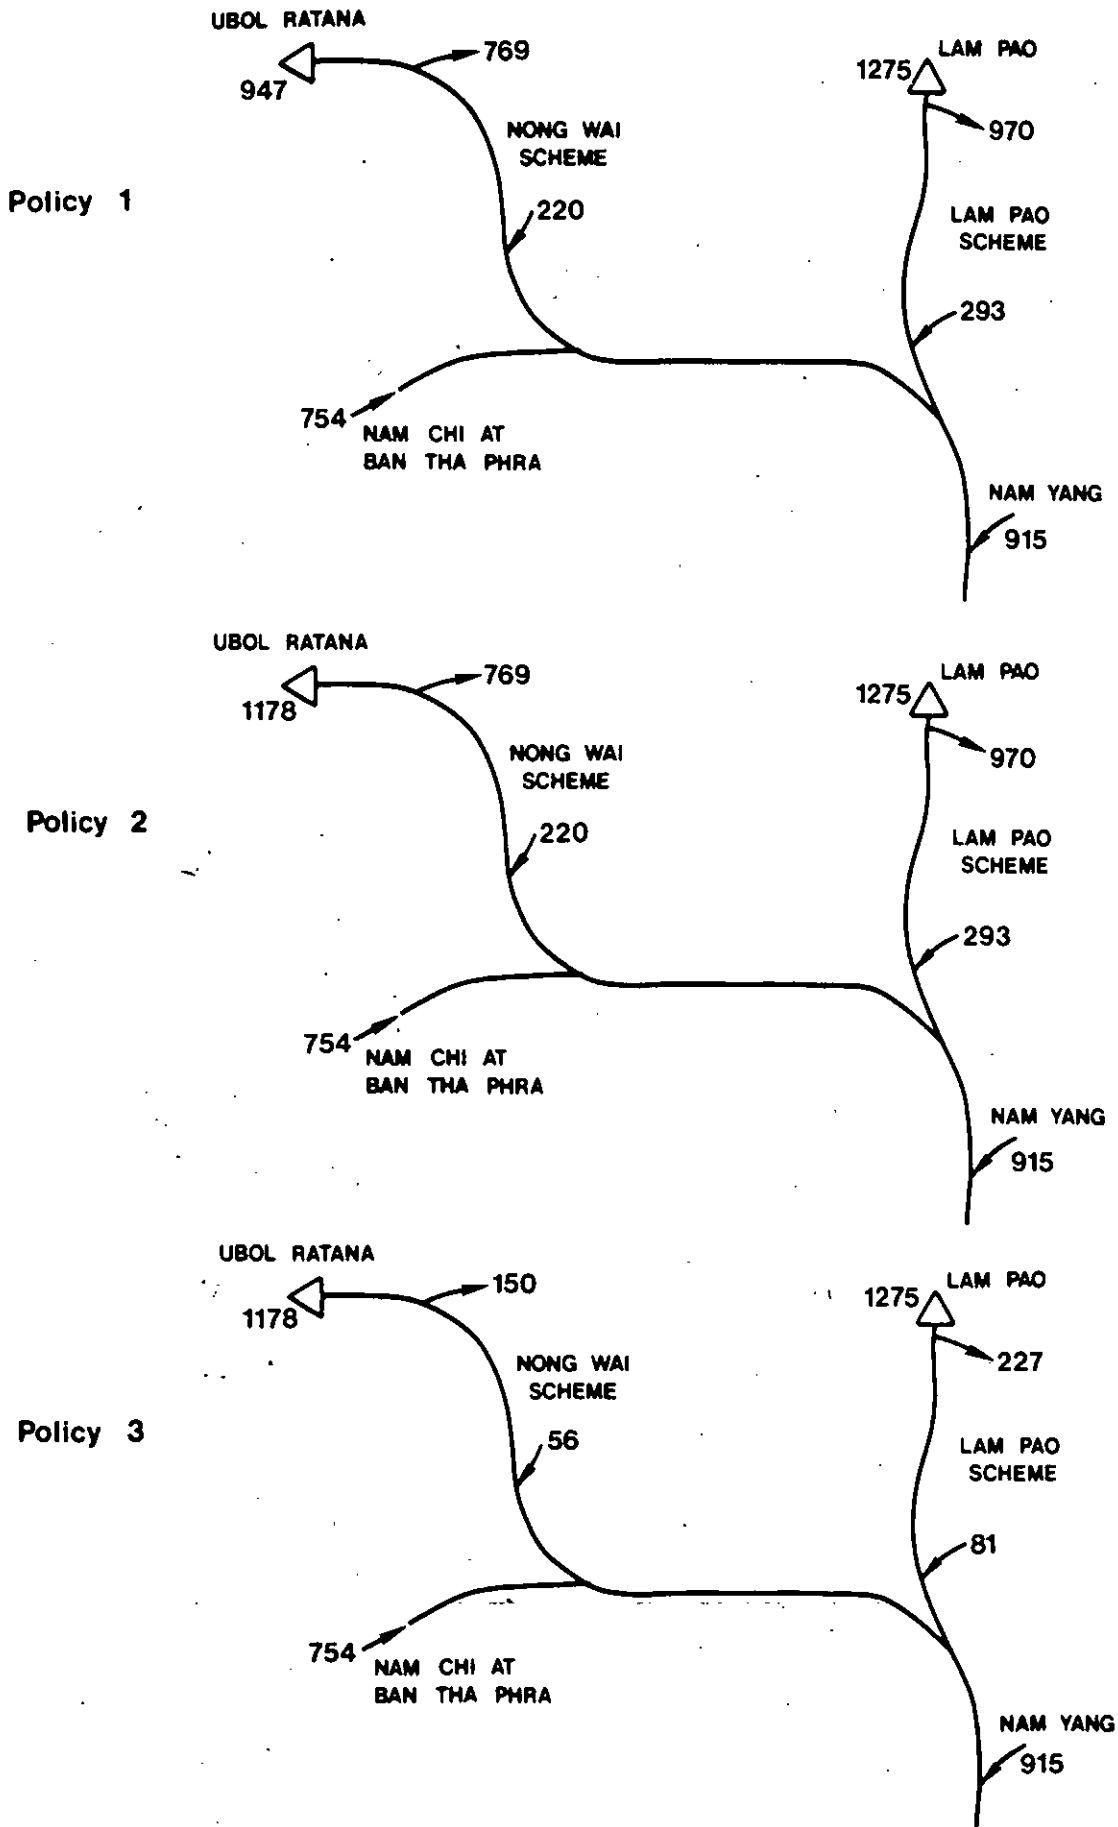 UBOL RATANA
947
769
NONG WAI
SCHEME
220
754
NAM CHI AT
BAN THA PHRA
LAM PAO
1275
970
LAM PAO
SCHEME
293
NAM YANG
915
Policy 1
UBOL RATANA
1178
769
NONG WAI
SCHEME
220
754
NAM CHI AT
BAN THA PHRA
LAM PAO
1275
970
LAM PAO
SCHEME
293
NAM YANG
915
Policy 2
UBOL RATANA
1178
150
NONG WAI
SCHEME
56
754
NAM CHI AT
BAN THA PHRA
LAM PAO
1275
227
LAM PAO
SCHEME
81
NAM YANG
915
Policy 3